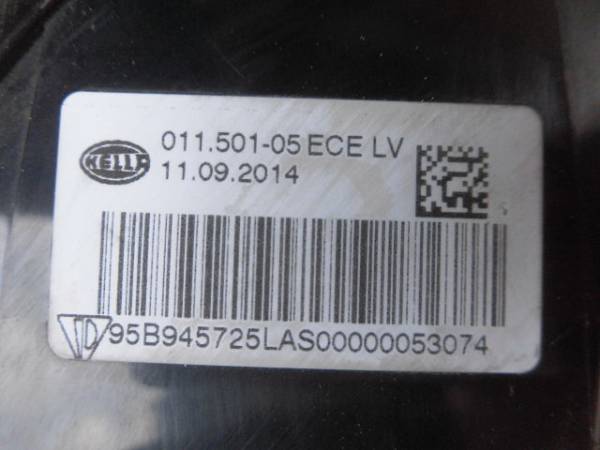 HELLA
011.501-05 ECE LV
11.09.2014
D
95B945725LAS00000053074